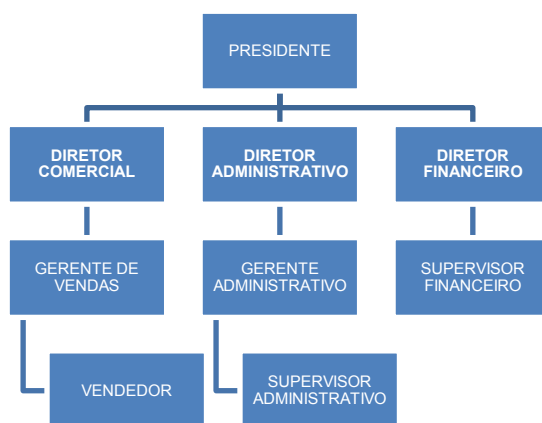 PRESIDENTE
DIRETOR
COMERCIAL
DIRETOR
ADMINISTRATIVO
DIRETOR
FINANCEIRO
GERENTE DE
VENDAS
GERENTE
ADMINISTRATIVO
SUPERVISOR
FINANCEIRO
VENDEDOR
SUPERVISOR
ADMINISTRATIVO